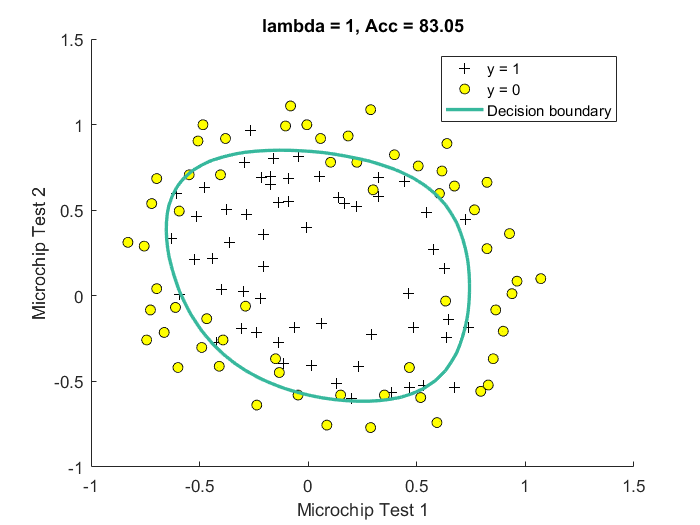 lambda = 1, Acc = 83.05
1.5
1
0.5
0
-0.5
-1
Microchip Test 2
y = 1
y = 0
Decision boundary
-1
-0.5
0
0.5
1
1.5
Microchip Test 1